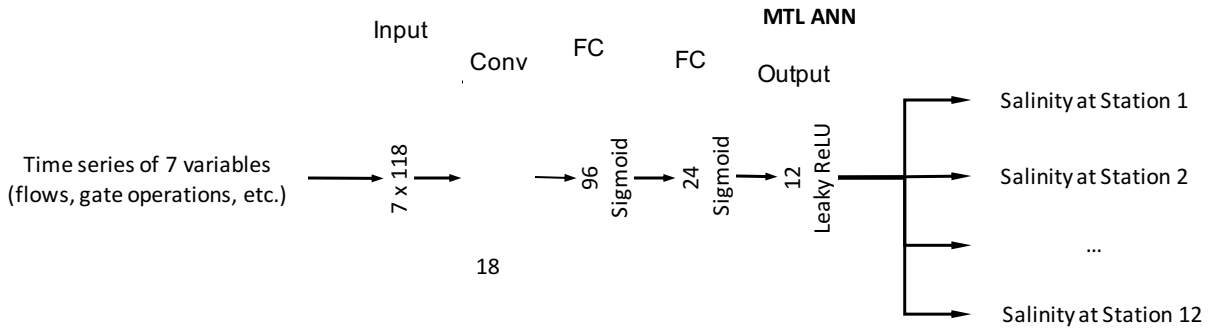 MTL ANN
Input
Conv
FC
FC
Output
Time series of 7 variables
(flows, gate operations, etc.)
7 x 118
18
96
Sigmoid
24
Sigmoid
12
Leaky ReLU
Salinity at Station 1
Salinity at Station 2
...
Salinity at Station 12